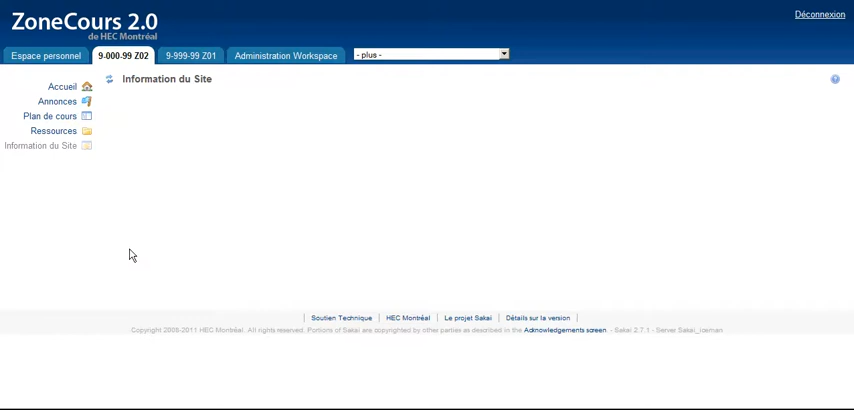 ZoneCours 2.0
de HEC Montréal
Déconnexion
Espace personnel
9-000-99 Z02
9-999-99 Z01
Administration Workspace
- plus -
Information du Site
Accueil
Annonces
Plan de cours
Ressources
Information du Site
Soutien Technique | HEC Montréal | Le projet Sakai | Détails sur la version
Copyright 2008-2011 HEC Montréal. All rights reserved. Portions of Sakai are copyrighted by other parties as described in the Acknowledgements screen. - Sakai 2.7.1 - Server Sakai_iceman